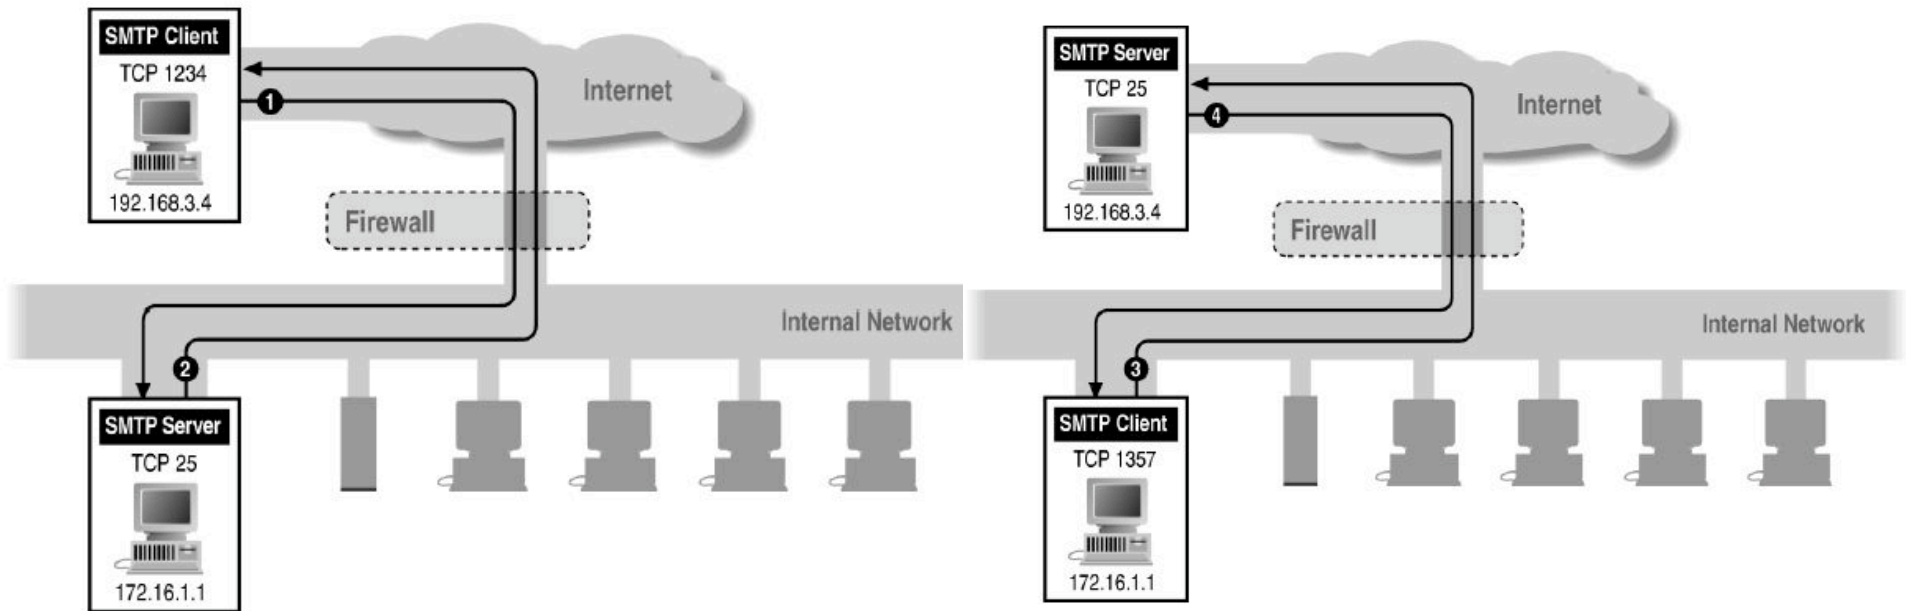 SMTP Client
TCP 1234
192.168.3.4
1
Internet
Firewall
Internal Network
2
SMTP Server
TCP 25
172.16.1.1
SMTP Server
TCP 25
192.168.3.4
4
Internet
Firewall
Internal Network
3
SMTP Client
TCP 1357
172.16.1.1